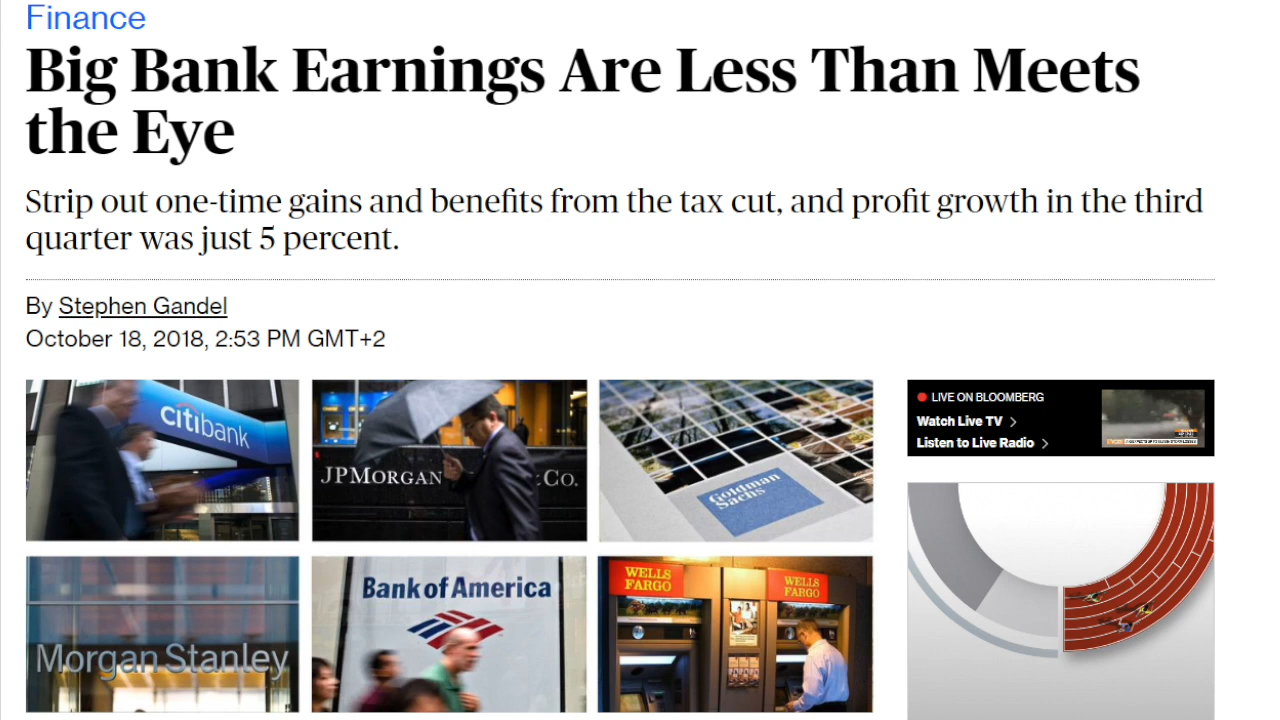 Finance
Big Bank Earnings Are Less Than Meets
the Eye
Strip out one-time gains and benefits from the tax cut, and profit growth in the third
quarter was just 5 percent.
By Stephen Gandel
October 18, 2018, 2:53 PM GMT+2
citibank
JPMORGAN
Co.
Goldman
Sachs
LIVE ON BLOOMBERG
Watch Live TV >
Listen to Live Radio >
Morgan Stanley
Bank of America
WELLS
FARGO
WELLS
FARGO